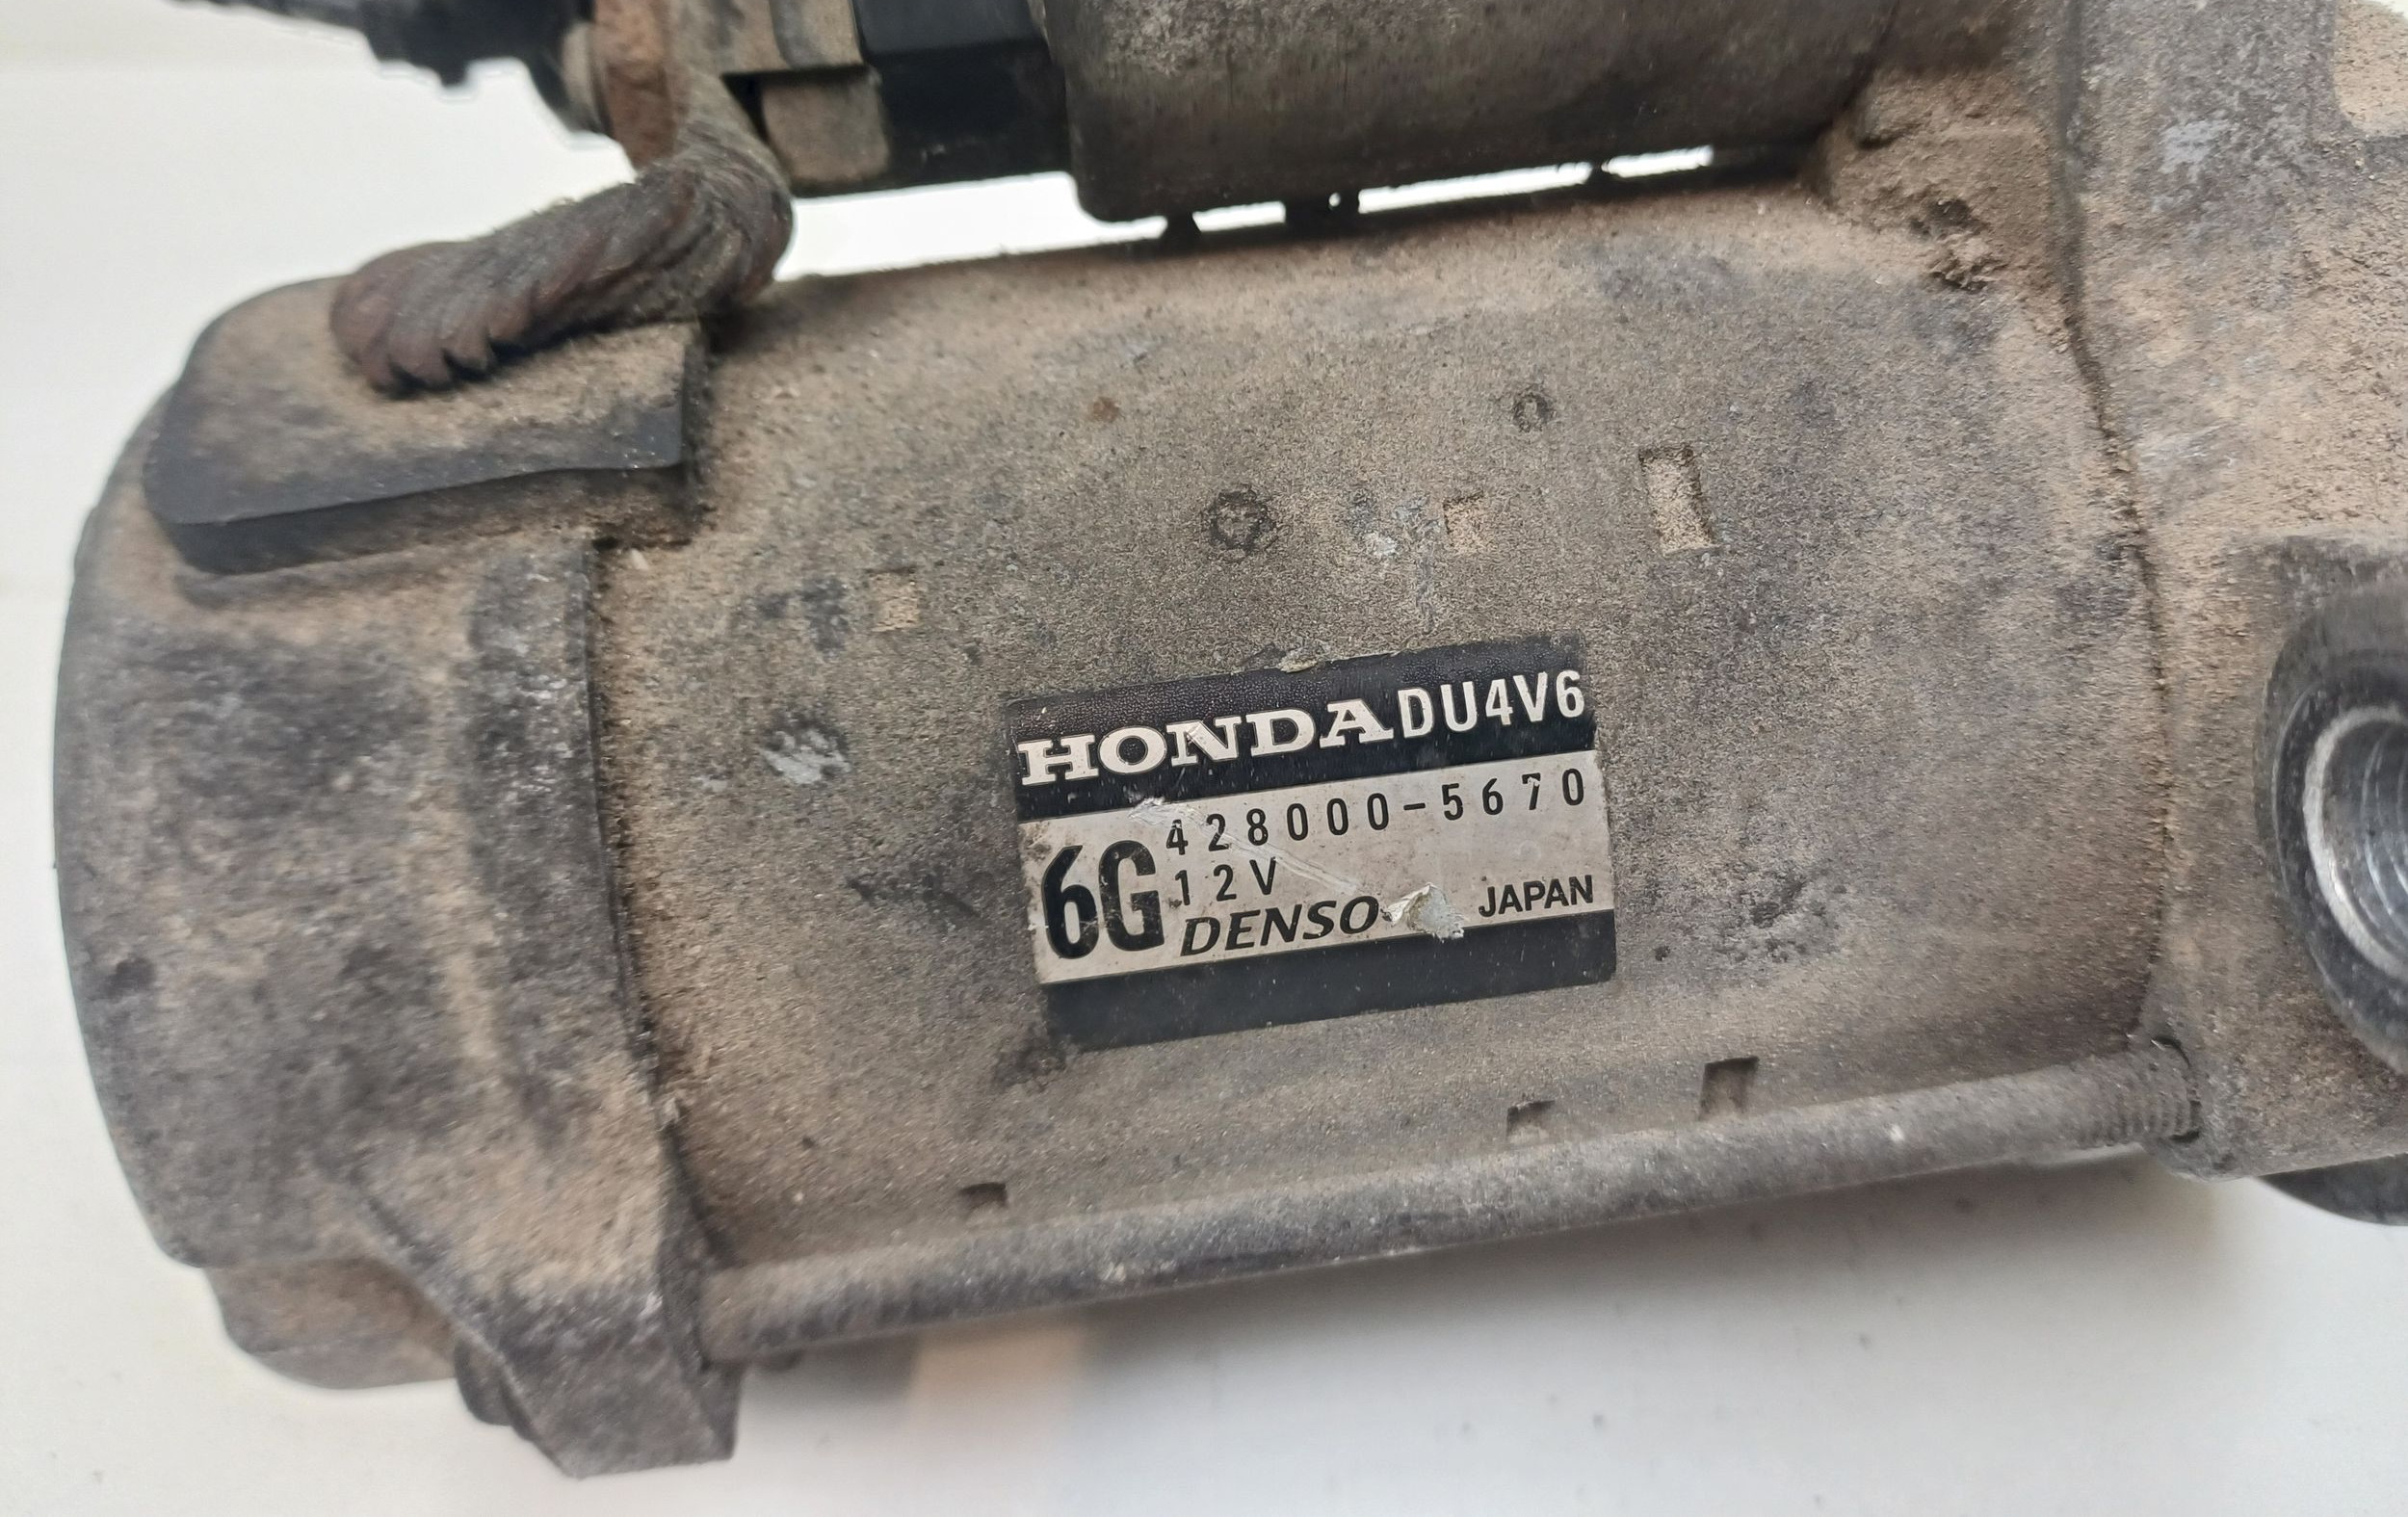 HONDA DU4V6
428000-5670
6G 12V
DENSO JAPAN